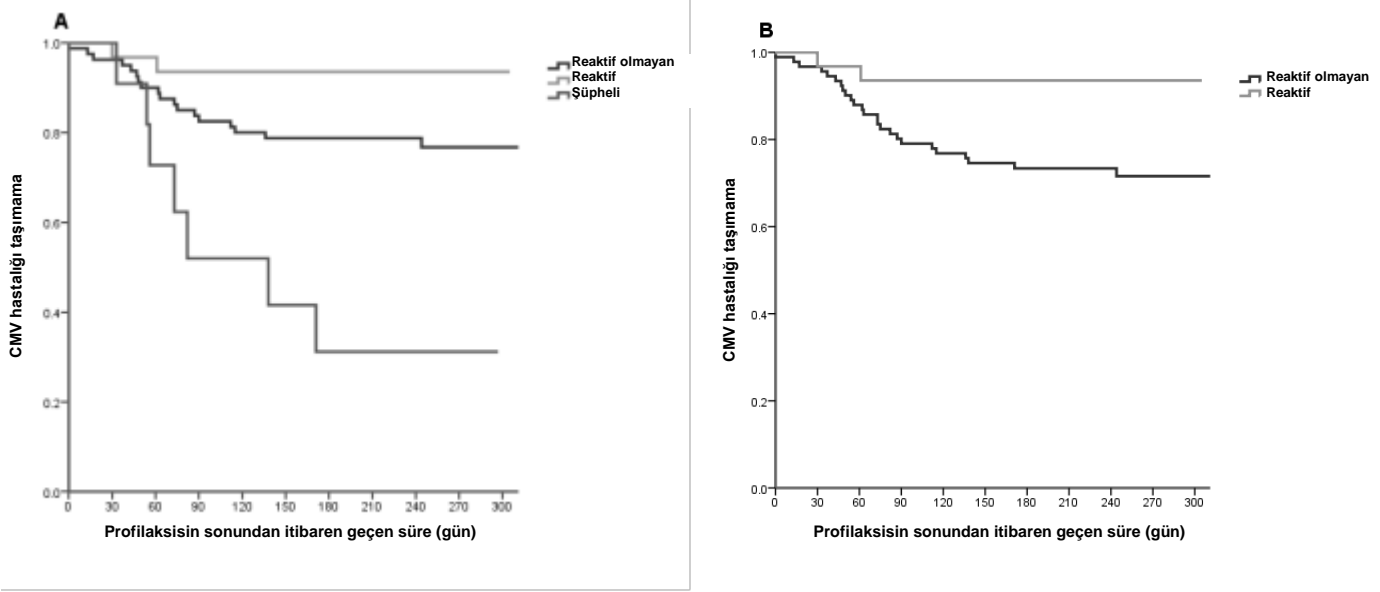 A
Reaktif olmayan
Reaktif
Şüpheli
CMV hastalığı taşımama
1.0
0.8
0.6
0.4
0.2
0.0
0 30 60 90 120 150 180 210 240 270 300
Profilaksisin sonundan itibaren geçen süre (gün)
B
Reaktif olmayan
Reaktif
CMV hastalığı taşımama
1.0
0.8
0.6
0.4
0.2
0.0
0 30 60 90 120 150 180 210 240 270 300
Profilaksisin sonundan itibaren geçen süre (gün)